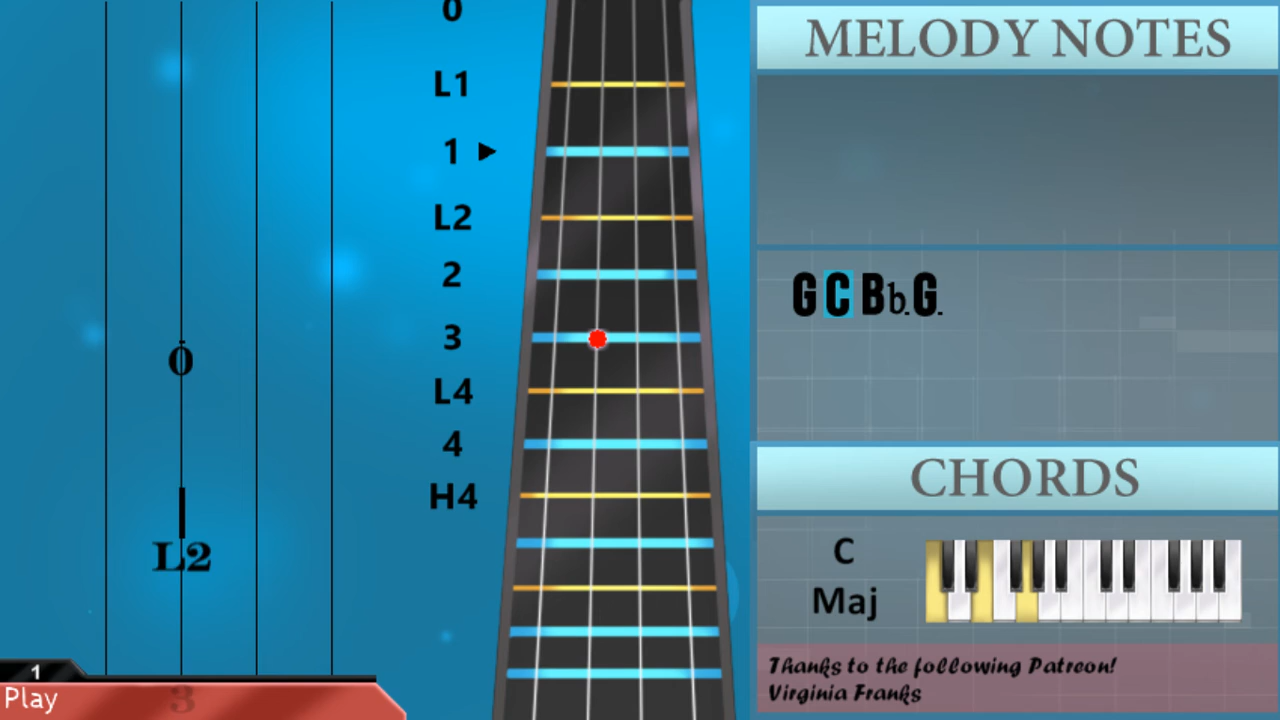 0
L1
1
L2
2
3
L4
4
H4
0
L2
1
Play
3
MELODY NOTES
G C Bb. G.
CHORDS
C
Maj
Thanks to the following Patreon!
Virginia Franks